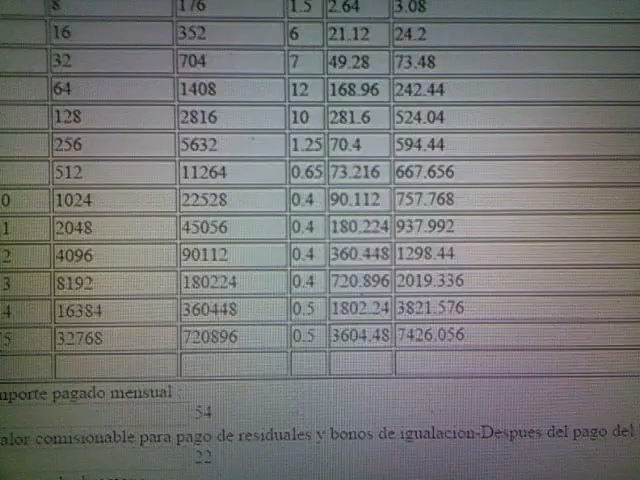 8 176 1.5 2.64 3.08
16 352 6 21.12 24.2
32 704 7 49.28 73.48
64 1408 12 168.96 242.44
128 2816 10 281.6 524.04
256 5632 1.25 70.4 594.44
512 11264 0.65 73.216 667.656
0 1024 22528 0.4 90.112 757.768
1 2048 45056 0.4 180.224 937.992
2 4096 90112 0.4 360.448 1298.44
3 8192 180224 0.4 720.896 2019.336
4 16384 360448 0.5 1802.24 3821.576
5 32768 720896 0.5 3604.48 7426.056
mporte pagado mensual :
54
alor comisionable para pago de residuales y bonos de igualacion-Despues del pago del
22